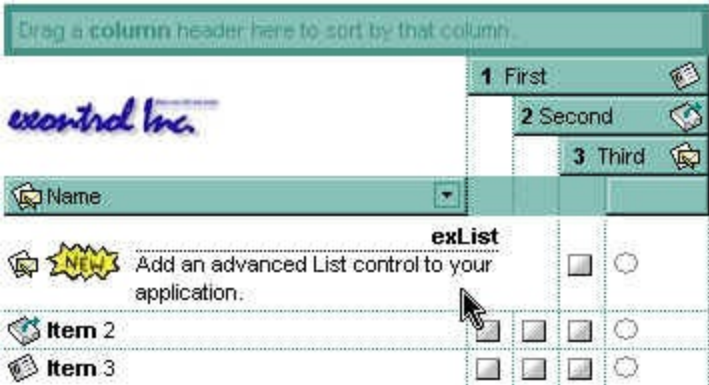 Drag a column header here to sort by that column.
1 First
exontrol Inc.
2 Second
3 Third
Name
exList
NEW
Add an advanced List control to your
application.
Item 2
Item 3